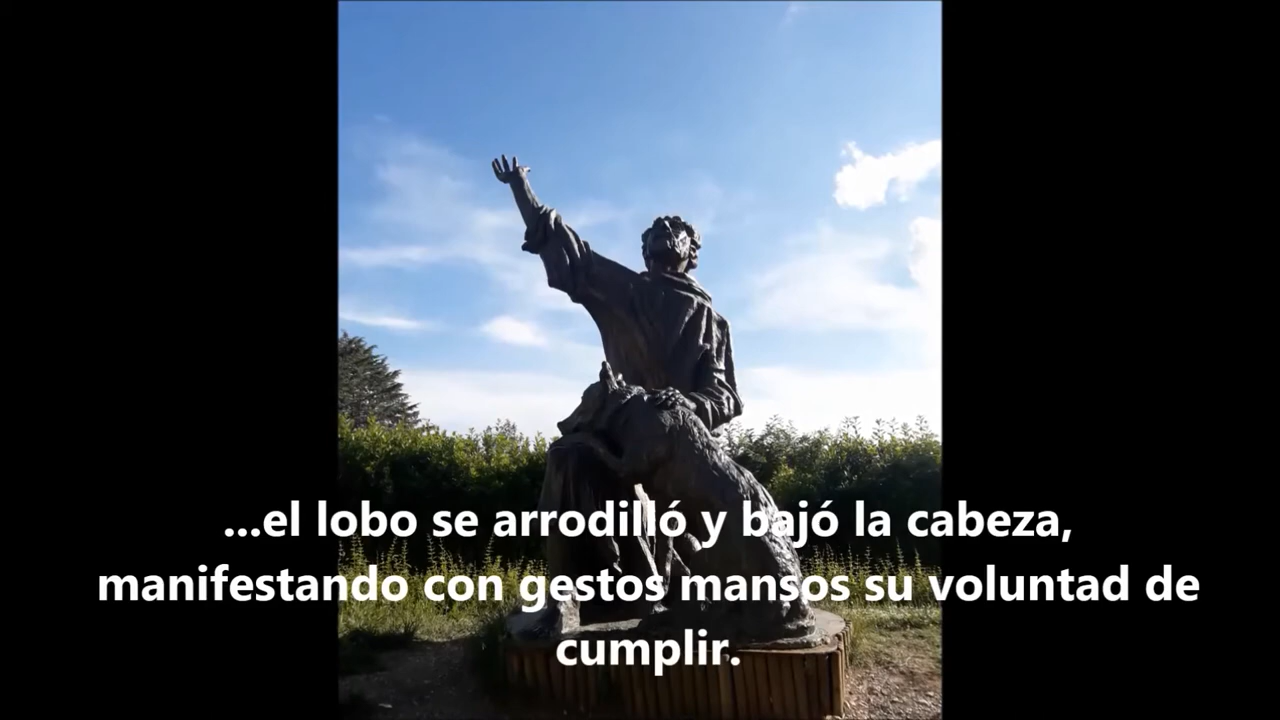 ...el lobo se arrodilló y bajó la cabeza,
manifestando con gestos mansos su voluntad de
cumplir.